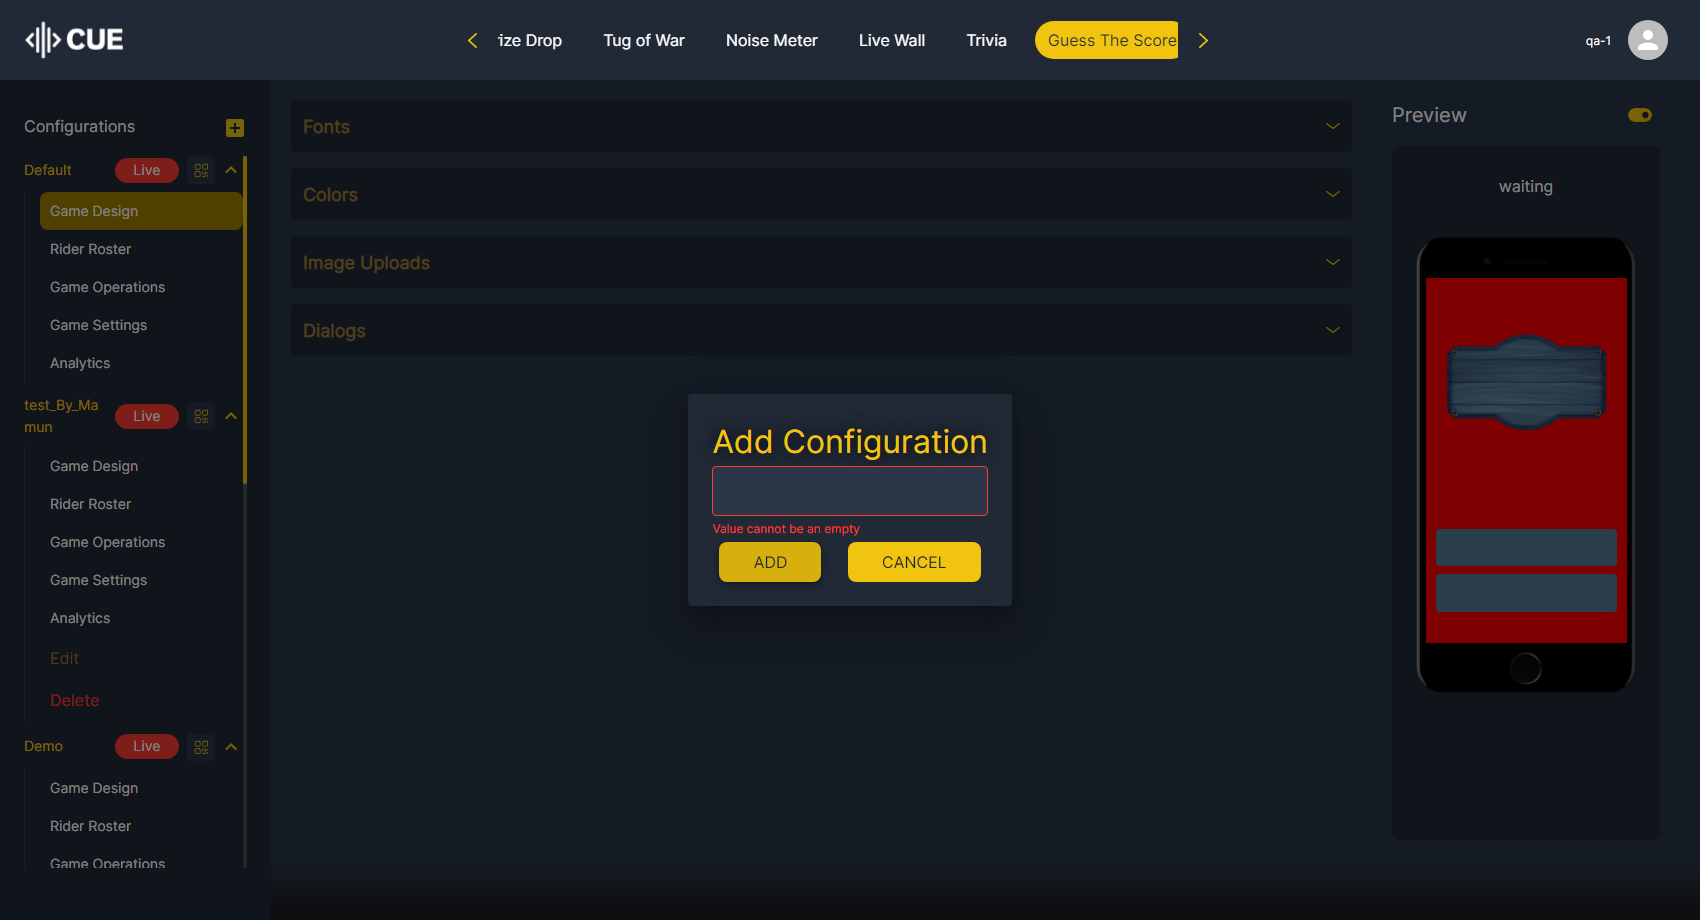 CUE
ize Drop
Tug of War
Noise Meter
Live Wall
Trivia
Guess The Score
qa-1
Configurations
Default
Live
Game Design
Rider Roster
Game Operations
Game Settings
Analytics
test_By_Ma
mun
Live
Game Design
Rider Roster
Game Operations
Game Settings
Analytics
Edit
Delete
Demo
Live
Game Design
Rider Roster
Game Operations
Fonts
Colors
Image Uploads
Dialogs
Add Configuration
Value cannot be an empty
ADD
CANCEL
Preview
waiting